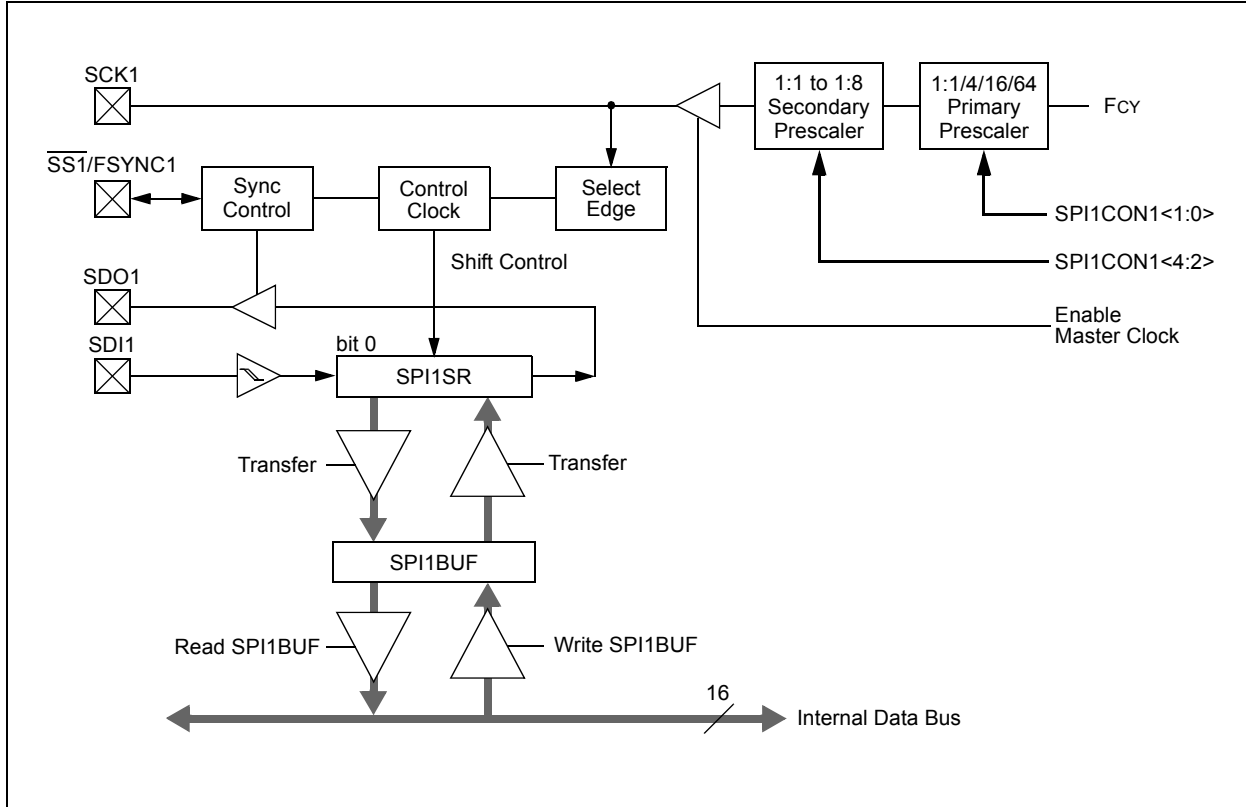 SCK1
1:1 to 1:8
Secondary
Prescaler
1:1/4/16/64
Primary
Prescaler
FCY
SS1/FSYNC1
Sync
Control
Control
Clock
Select
Edge
SPI1CON1<1:0>
Shift Control
SPI1CON1<4:2>
SDO1
Enable
Master Clock
SDI1
bit 0
SPI1SR
Transfer
Transfer
SPI1BUF
Read SPI1BUF
Write SPI1BUF
16
Internal Data Bus